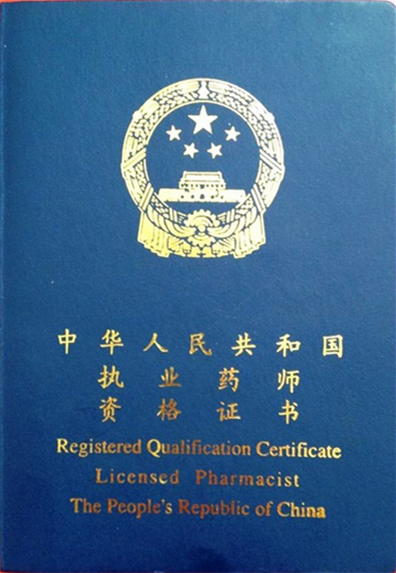 中华人民共和国
执业药师
资格证书
Registered Qualification Certificate
Licensed Pharmacist
The People's Republic of China